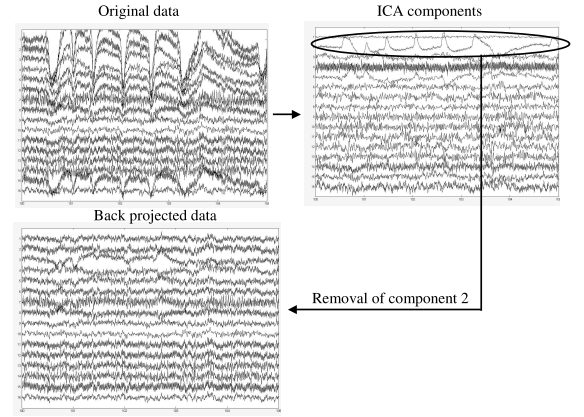 Original data
ICA components
Back projected data
Removal of component 2